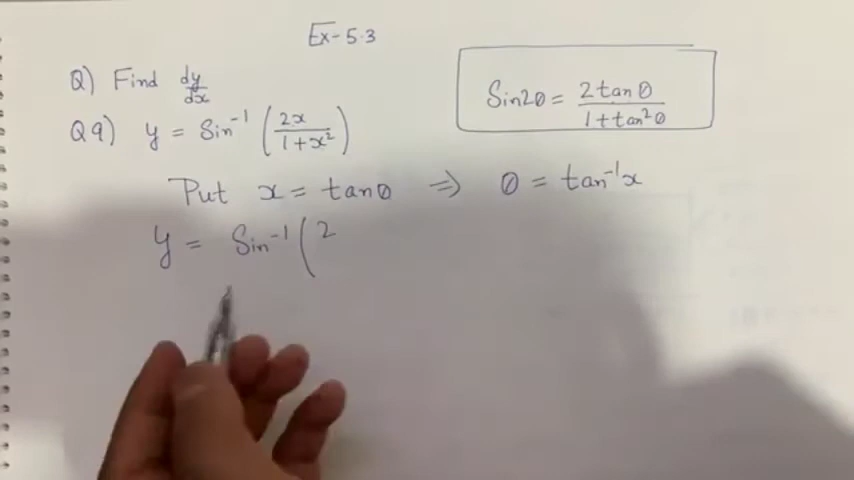 Ex-5.3
Q) Find dy/dx
Sin2θ = 2tanθ/1+tan²θ
Q9) y = Sin⁻¹(2x/1+x²)
Put x = tanθ ⇒ θ = tan⁻¹x
y = Sin⁻¹(2